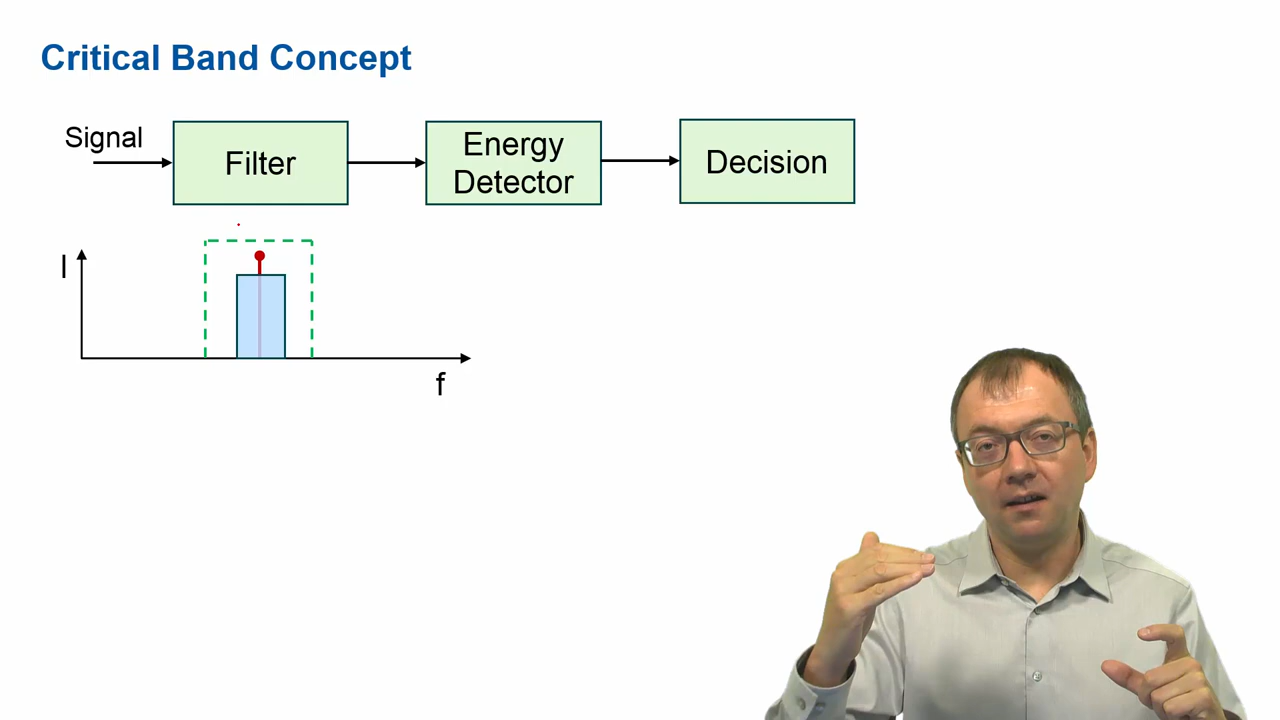 Critical Band Concept
Signal
Filter
Energy
Detector
Decision
I
f